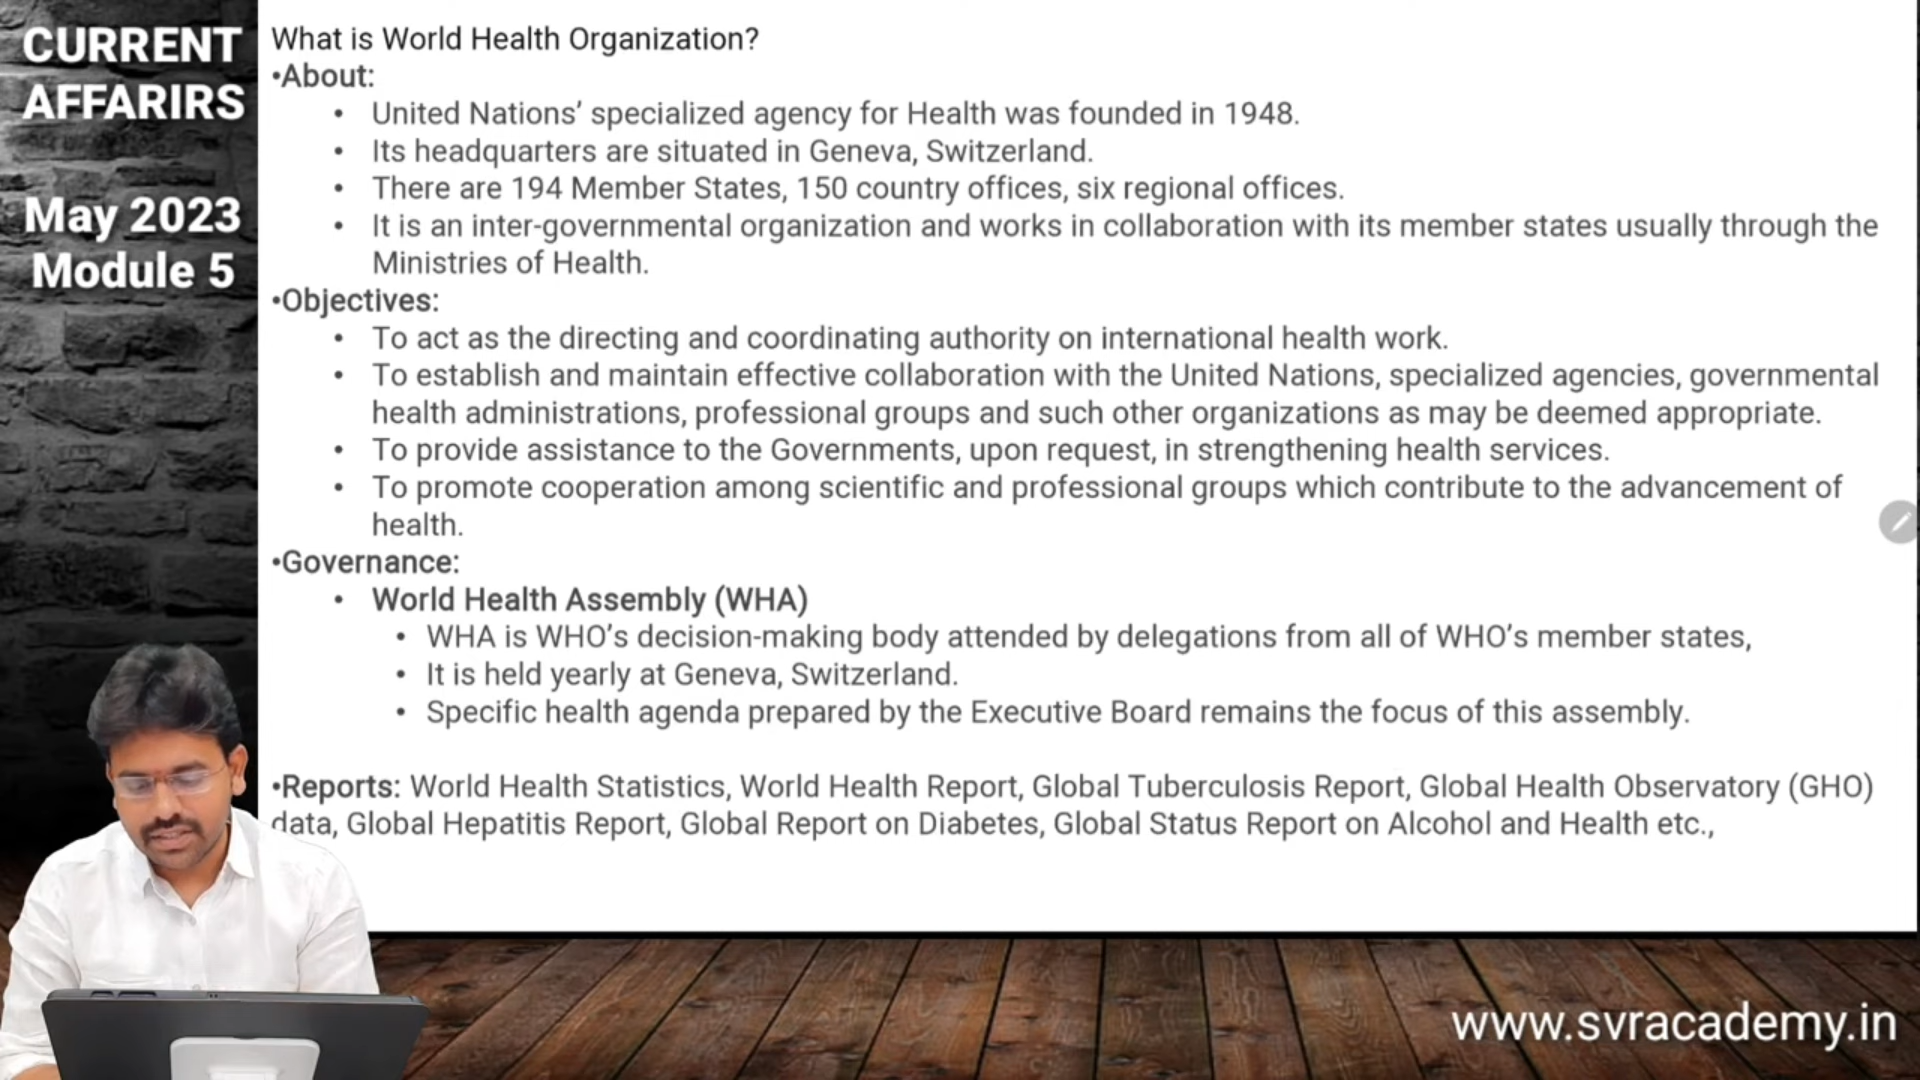 CURRENT
AFFARIRS
May 2023
Module 5
What is World Health Organization?
•About:
• United Nations’ specialized agency for Health was founded in 1948.
• Its headquarters are situated in Geneva, Switzerland.
• There are 194 Member States, 150 country offices, six regional offices.
• It is an inter-governmental organization and works in collaboration with its member states usually through the
Ministries of Health.
•Objectives:
• To act as the directing and coordinating authority on international health work.
• To establish and maintain effective collaboration with the United Nations, specialized agencies, governmental
health administrations, professional groups and such other organizations as may be deemed appropriate.
• To provide assistance to the Governments, upon request, in strengthening health services.
• To promote cooperation among scientific and professional groups which contribute to the advancement of
health.
•Governance:
• World Health Assembly (WHA)
• WHA is WHO’s decision-making body attended by delegations from all of WHO’s member states,
• It is held yearly at Geneva, Switzerland.
• Specific health agenda prepared by the Executive Board remains the focus of this assembly.
•Reports: World Health Statistics, World Health Report, Global Tuberculosis Report, Global Health Observatory (GHO)
data, Global Hepatitis Report, Global Report on Diabetes, Global Status Report on Alcohol and Health etc.,
www.svracademy.in